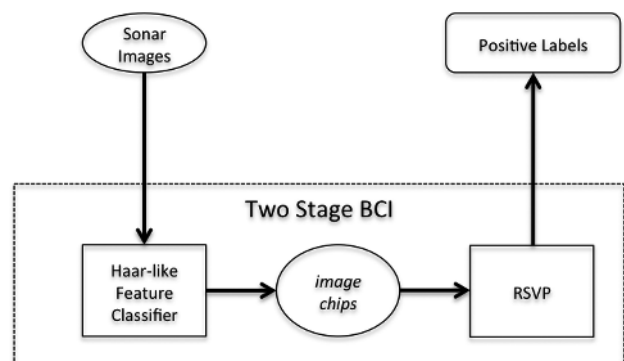 Sonar
Images
Positive Labels
Two Stage BCI
Haar-like
Feature
Classifier
image
chips
RSVP